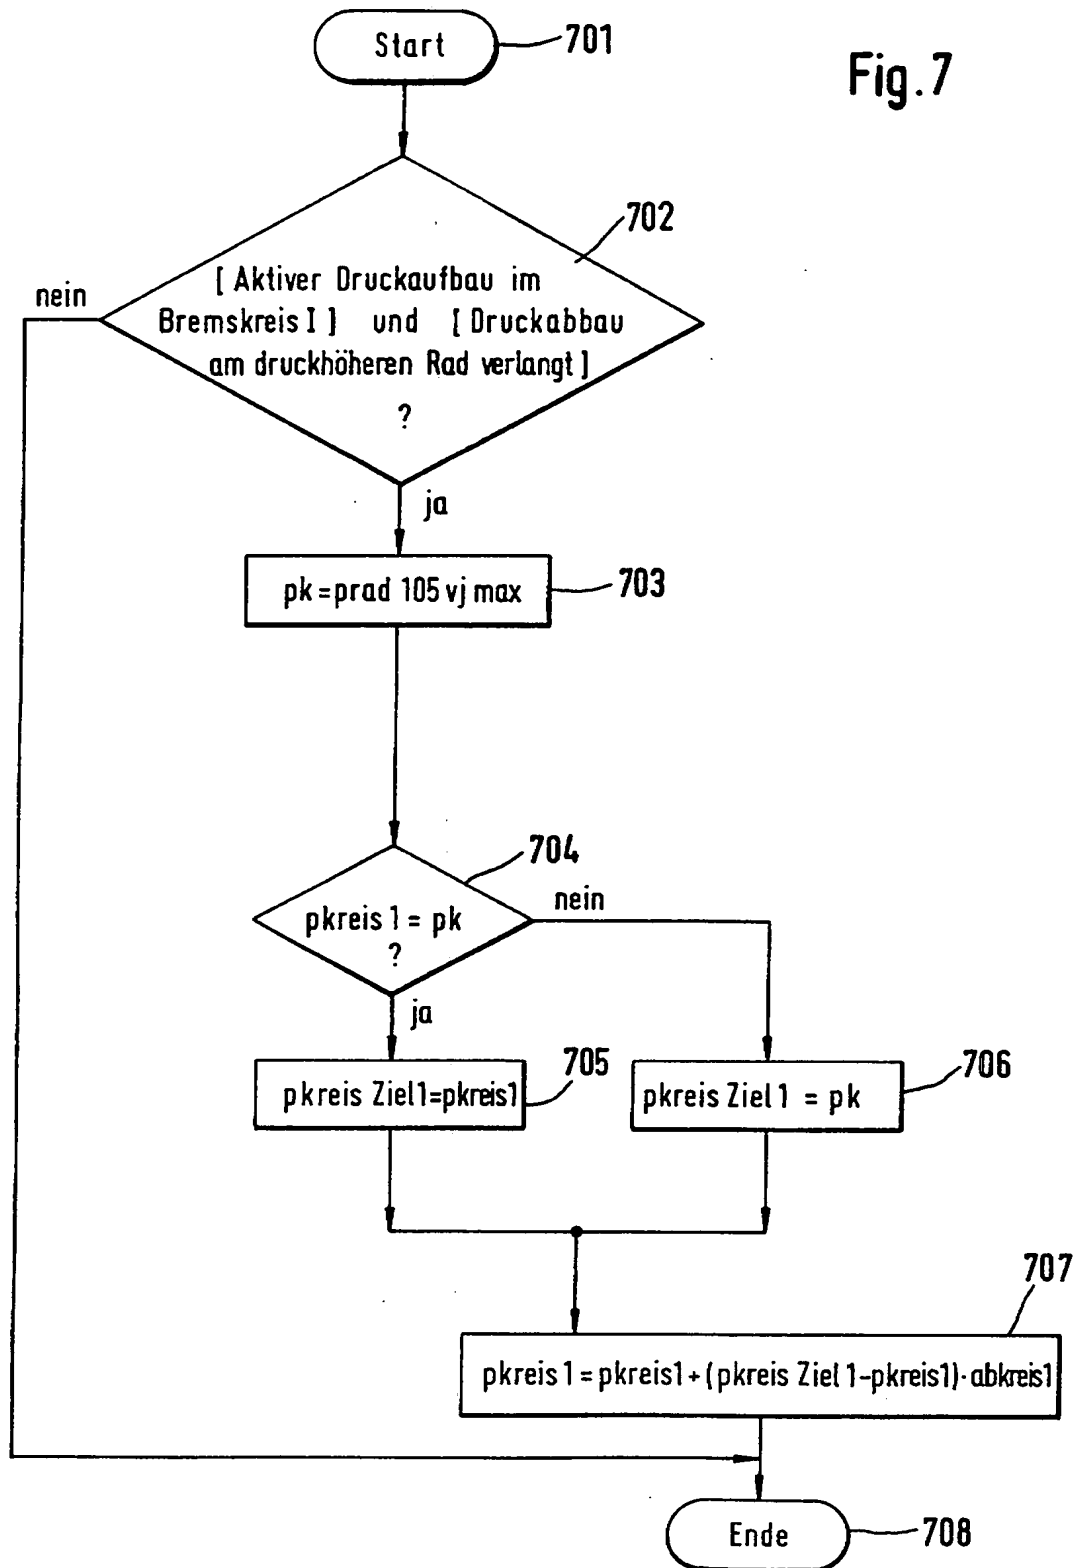 Start
701
Fig. 7
702
nein
[ Aktiver Druckaufbau im
Bremskreis I ] und [ Druckabbau
am druckhöheren Rad verlangt ]
?
ja
pk = prad 105 vj max
703
704
nein
pkreis 1 = pk
?
ja
705
pkreis Ziel 1 = pkreis1
706
pkreis Ziel 1 = pk
707
pkreis 1 = pkreis1 + (pkreis Ziel 1 - pkreis1) · abkreis1
Ende
708